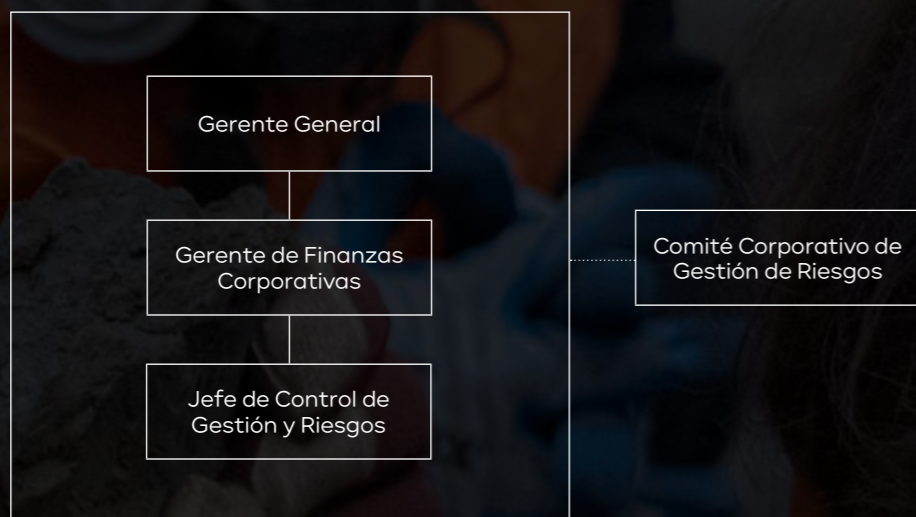 Gerente General
Gerente de Finanzas
Corporativas
Jefe de Control de
Gestión y Riesgos
Comité Corporativo de
Gestión de Riesgos